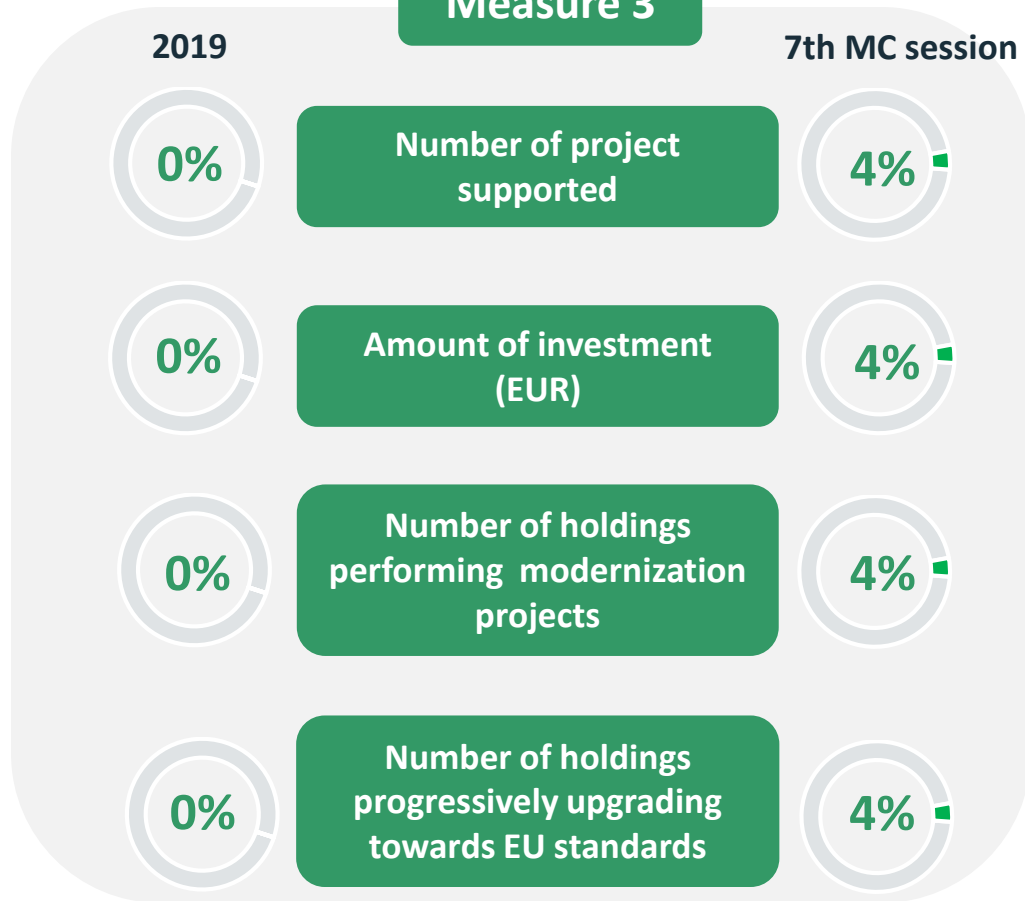 Measure 3
2019
7th MC session
0%
Number of project
supported
4%
0%
Amount of investment
(EUR)
4%
0%
Number of holdings
performing modernization
projects
4%
0%
Number of holdings
progressively upgrading
towards EU standards
4%